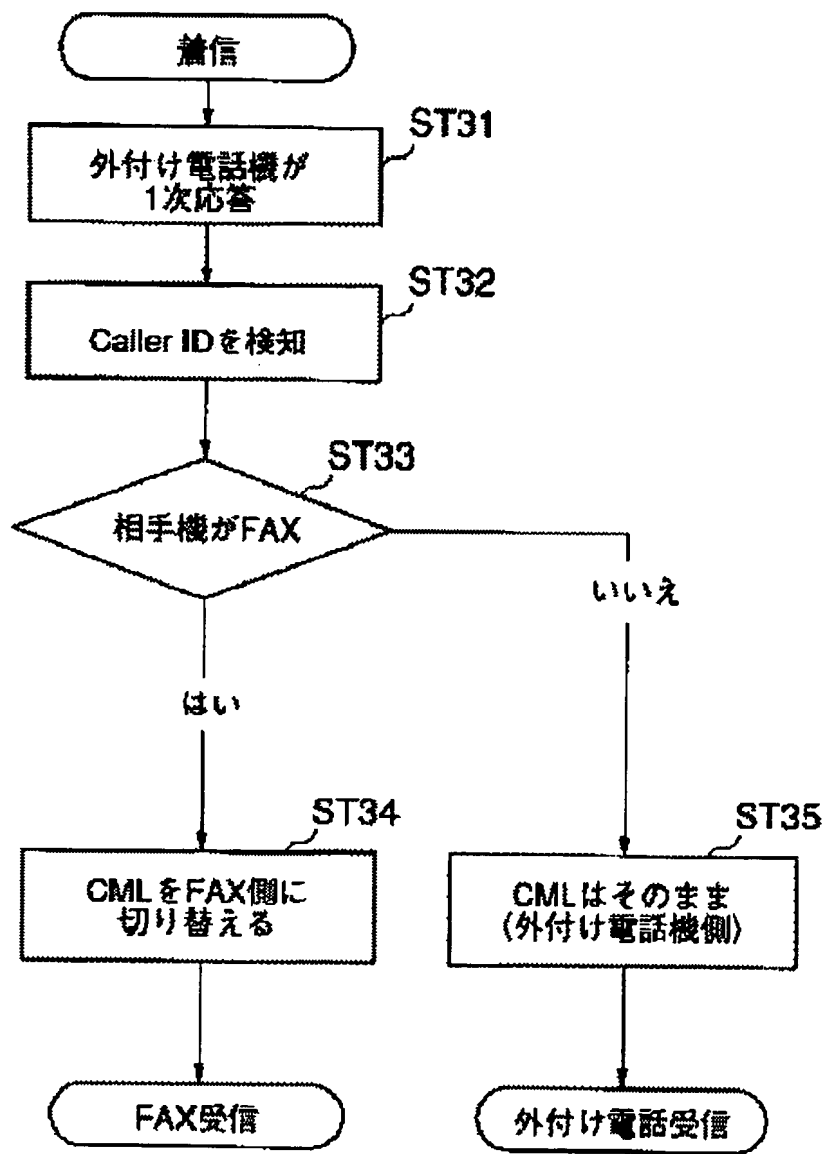 着信
ST31
外付け電話機が
1次応答
ST32
Caller IDを検知
ST33
相手機がFAX
いいえ
はい
ST34
CMLをFAX側に
切り替える
ST35
CMLはそのまま
(外付け電話機側)
FAX受信
外付け電話受信